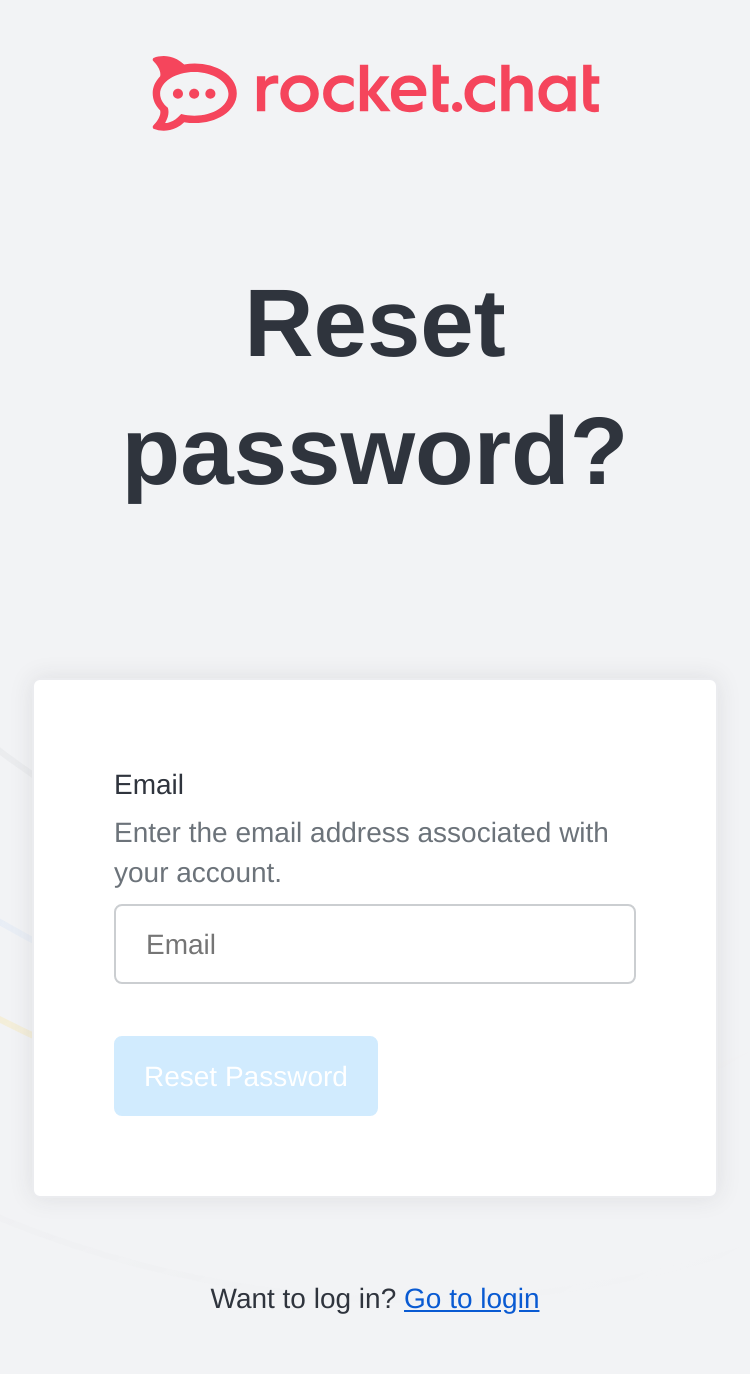 rocket.chat
Reset
password?
Email
Enter the email address associated with
your account.
Email
Reset Password
Want to log in? Go to login